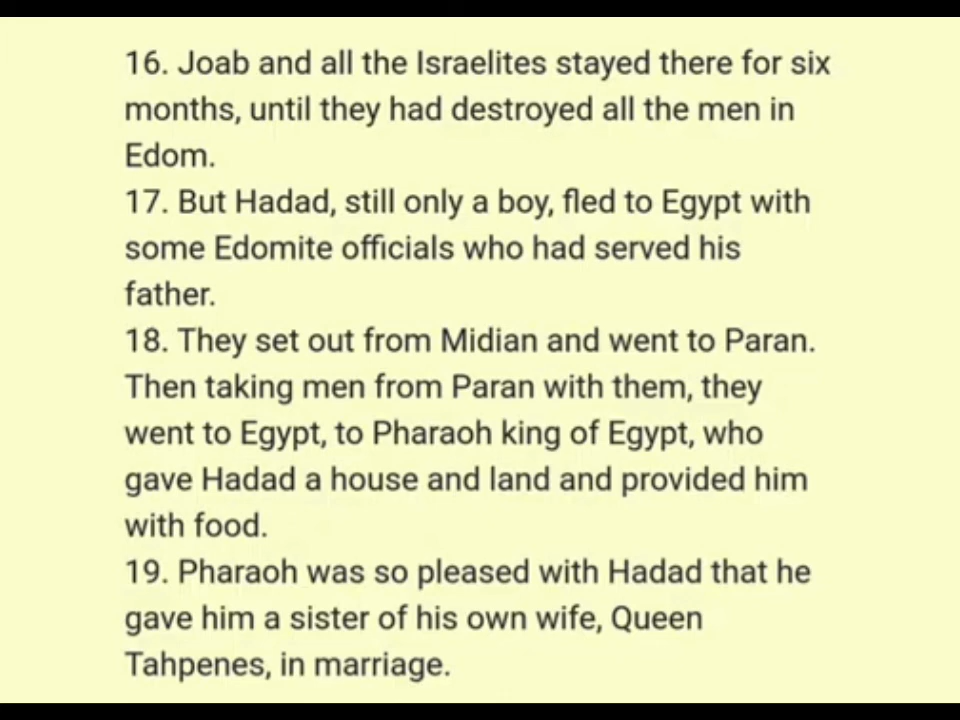 16. Joab and all the Israelites stayed there for six
months, until they had destroyed all the men in
Edom.
17. But Hadad, still only a boy, fled to Egypt with
some Edomite officials who had served his
father.
18. They set out from Midian and went to Paran.
Then taking men from Paran with them, they
went to Egypt, to Pharaoh king of Egypt, who
gave Hadad a house and land and provided him
with food.
19. Pharaoh was so pleased with Hadad that he
gave him a sister of his own wife, Queen
Tahpenes, in marriage.